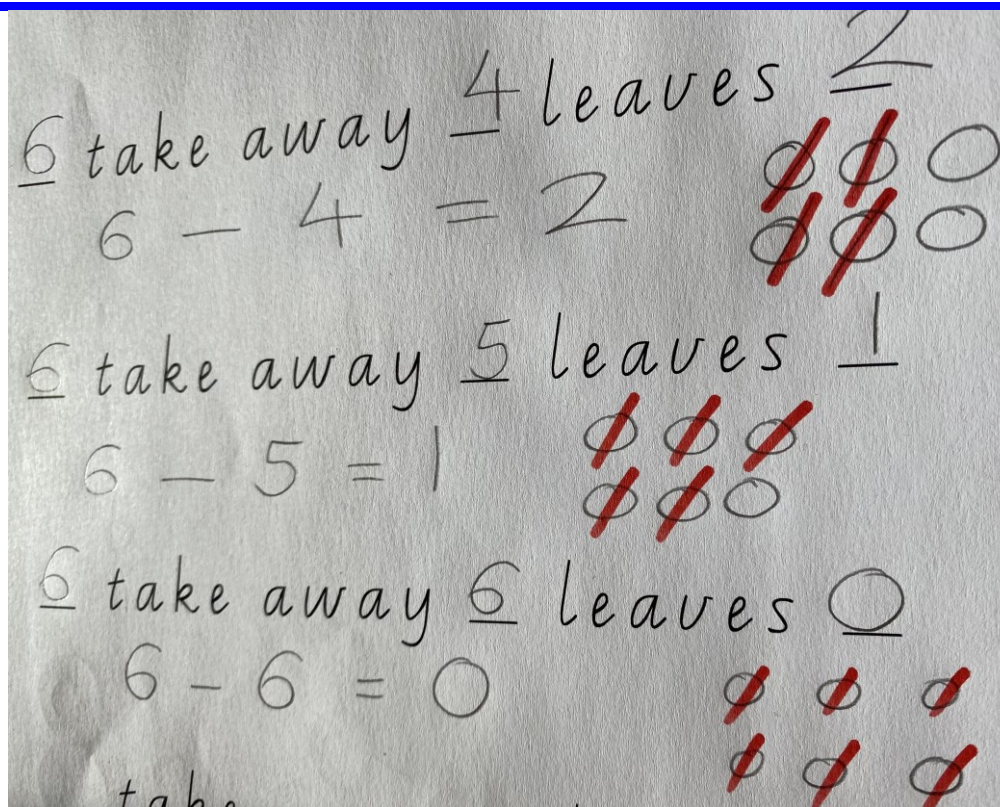 6 take away 4 leaves 2
6 - 4 = 2
6 take away 5 leaves 1
6 - 5 = 1
6 take away 6 leaves 0
6 - 6 = 0
take